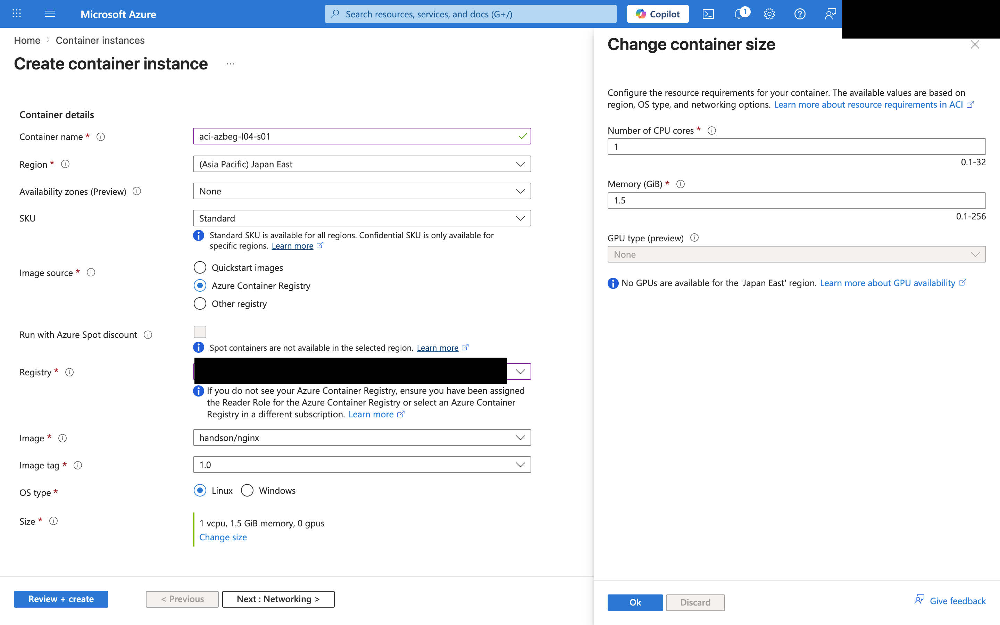 Microsoft Azure
Search resources, services, and docs (G+/)
Copilot
1
Home
Container instances
Create container instance
...
Container details
Container name *
aci-azbeg-l04-s01
Region *
(Asia Pacific) Japan East
Availability zones (Preview)
None
SKU
Standard
Standard SKU is available for all regions. Confidential SKU is only available for
specific regions. Learn more
Image source *
Quickstart images
Azure Container Registry
Other registry
Run with Azure Spot discount
Spot containers are not available in the selected region. Learn more
Registry *
If you do not see your Azure Container Registry, ensure you have been assigned
the Reader Role for the Azure Container Registry or select an Azure Container
Registry in a different subscription. Learn more
Image *
handson/nginx
Image tag *
1.0
OS type *
Linux
Windows
Size *
1 vcpu, 1.5 GiB memory, 0 gpus
Change size
Review + create
< Previous
Next : Networking >
Change container size
Configure the resource requirements for your container. The available values are based on
region, OS type, and networking options. Learn more about resource requirements in ACI
Number of CPU cores *
1
0.1-32
Memory (GiB) *
1.5
0.1-256
GPU type (preview)
None
No GPUs are available for the 'Japan East' region. Learn more about GPU availability
Ok
Discard
Give feedback